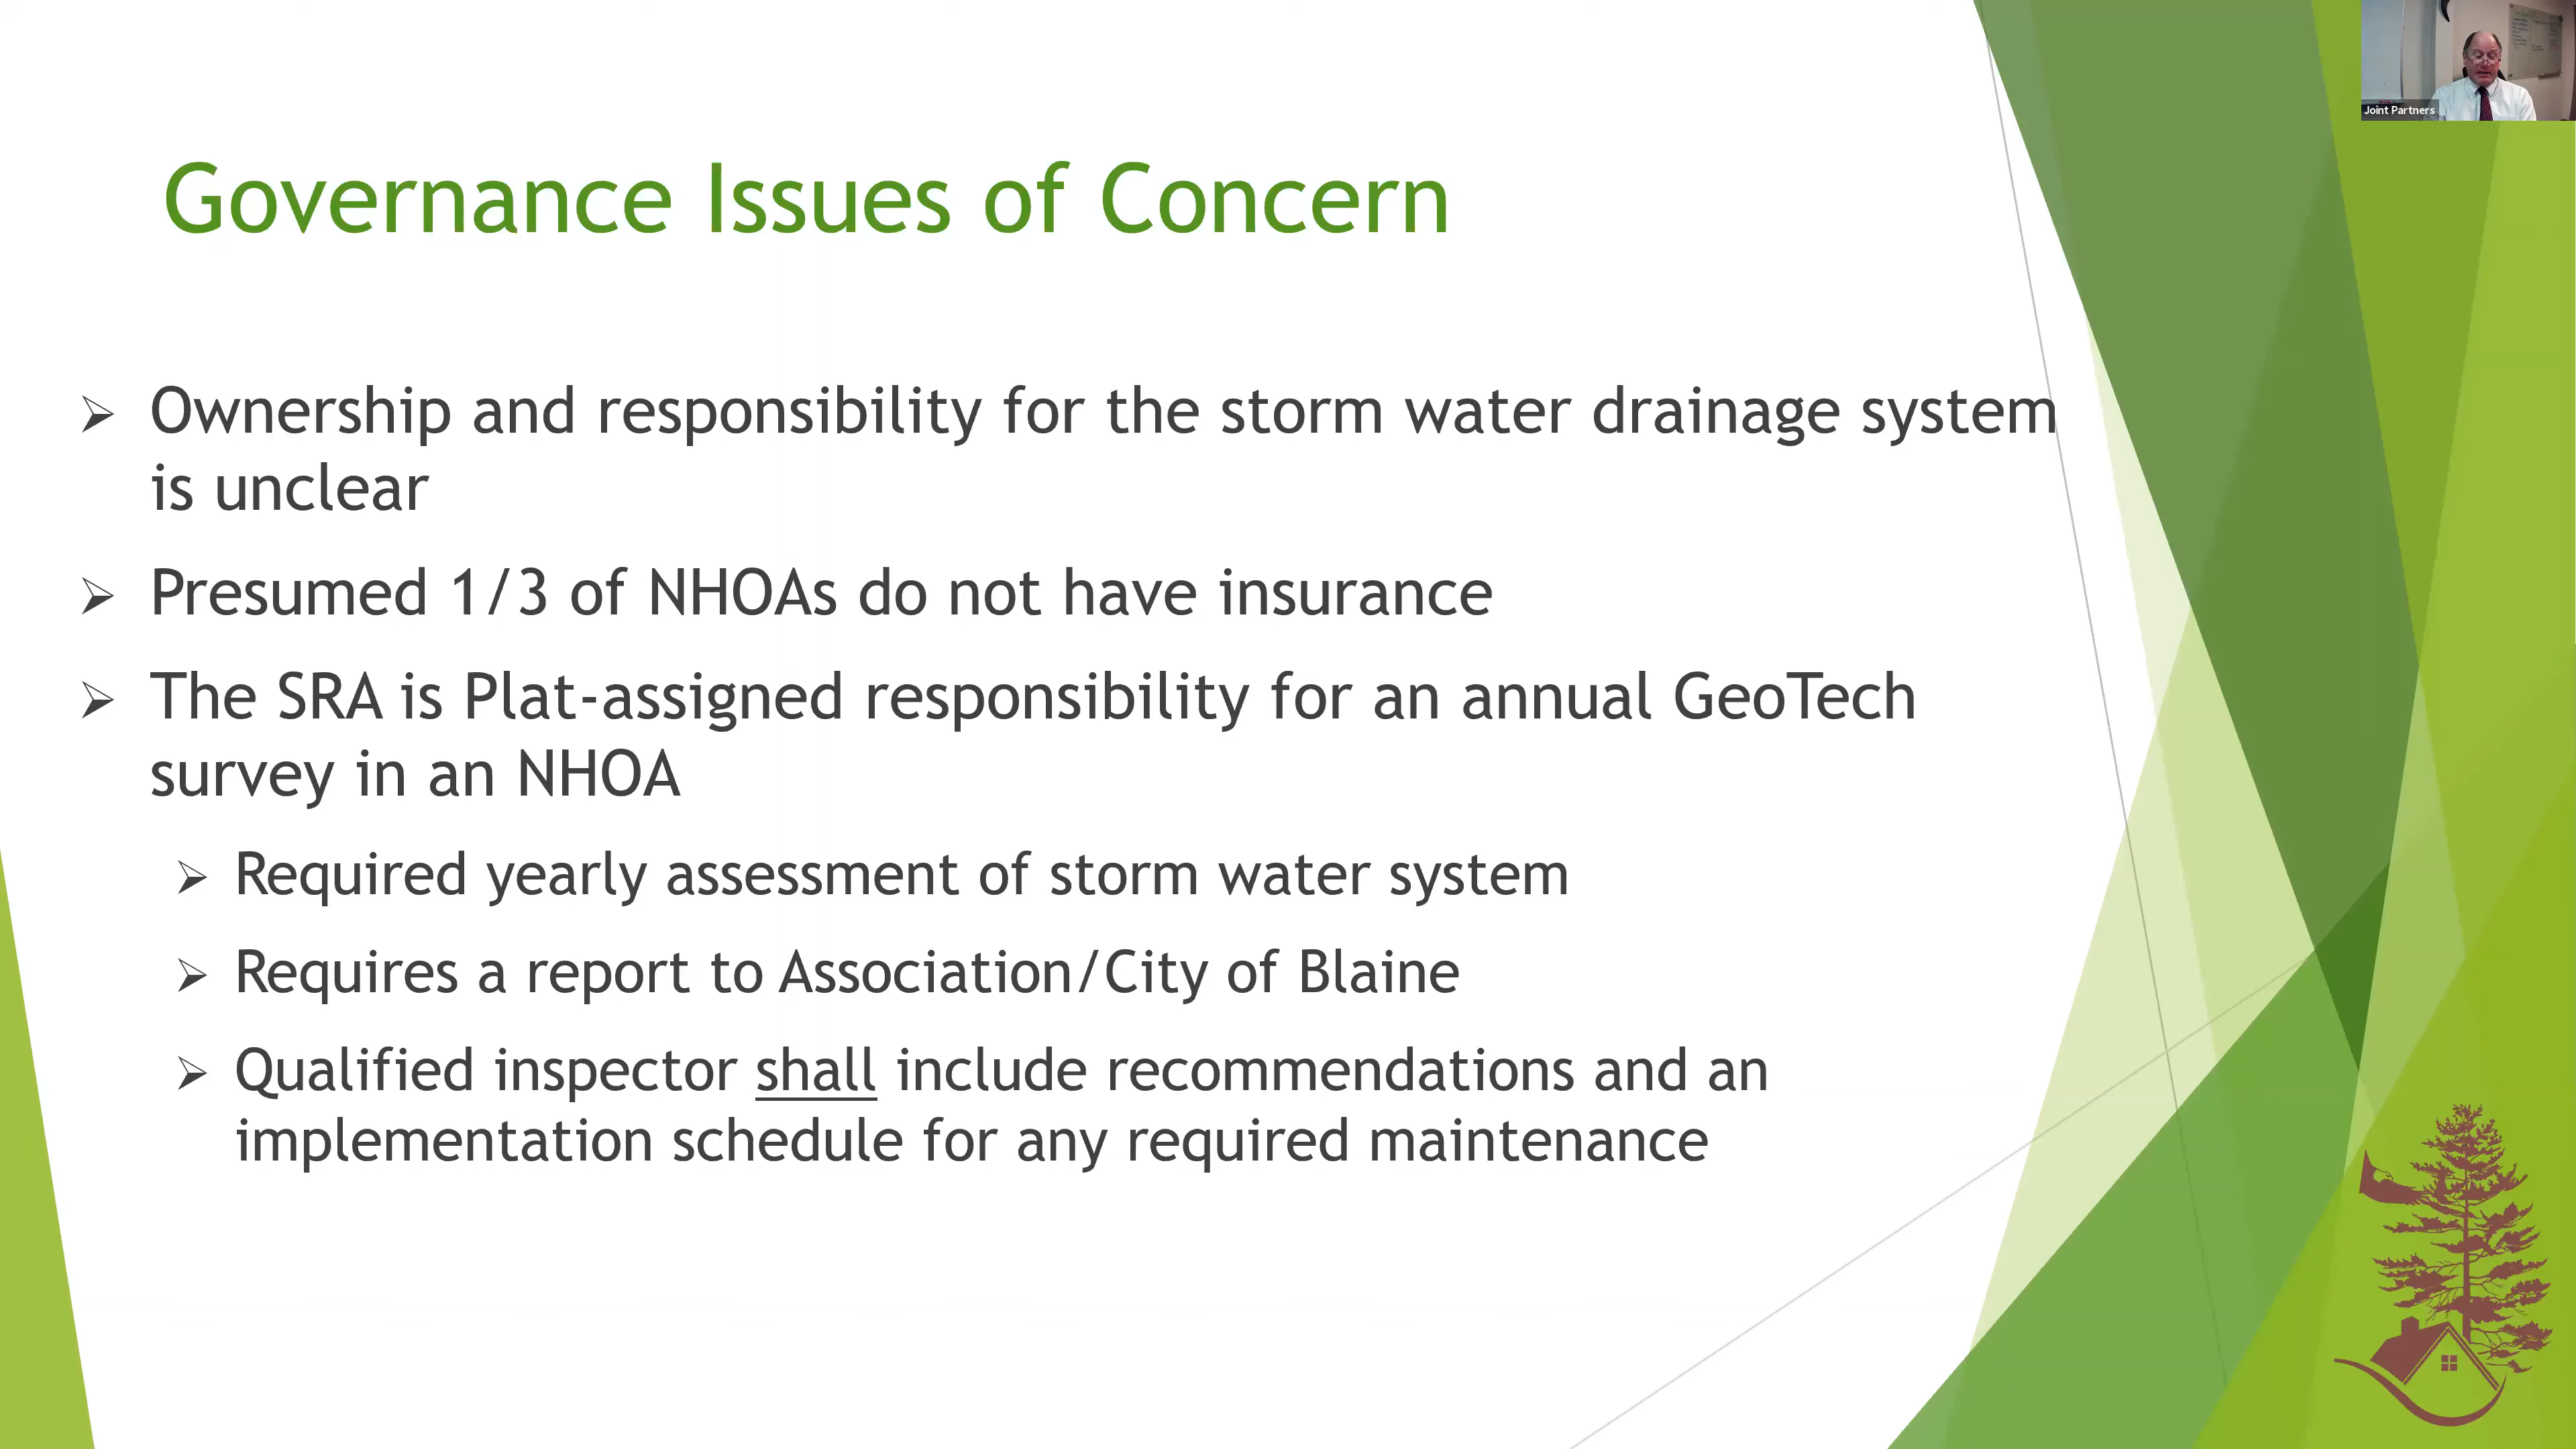 Joint Partners
Governance Issues of Concern
Ownership and responsibility for the storm water drainage system
is unclear
Presumed 1/3 of NHOAs do not have insurance
The SRA is Plat-assigned responsibility for an annual GeoTech
survey in an NHOA
Required yearly assessment of storm water system
Requires a report to Association/City of Blaine
Qualified inspector shall include recommendations and an
implementation schedule for any required maintenance